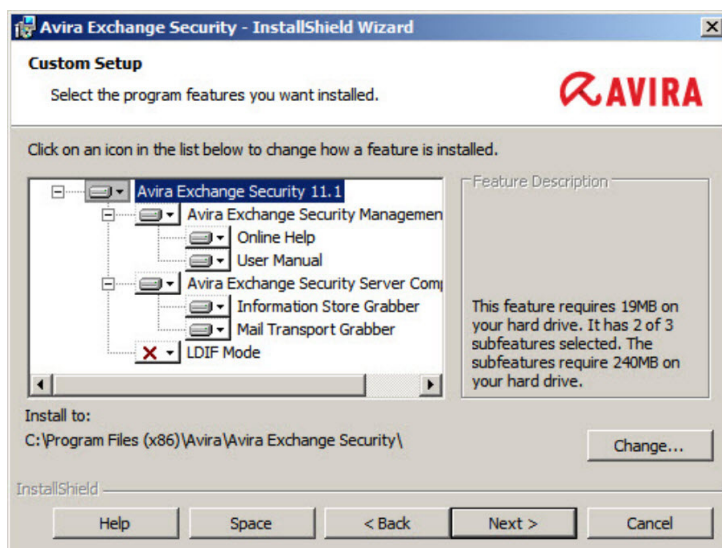 Avira Exchange Security - InstallShield Wizard
Custom Setup
Select the program features you want installed.
AVIRA
Click on an icon in the list below to change how a feature is installed.
Avira Exchange Security 11.1
Avira Exchange Security Managemen
Online Help
User Manual
Avira Exchange Security Server Com
Information Store Grabber
Mail Transport Grabber
LDIF Mode
Feature Description
This feature requires 19MB on
your hard drive. It has 2 of 3
subfeatures selected. The
subfeatures require 240MB on
your hard drive.
Install to:
C:\Program Files (x86)\Avira\Avira Exchange Security\
Change...
InstallShield
Help
Space
< Back
Next >
Cancel